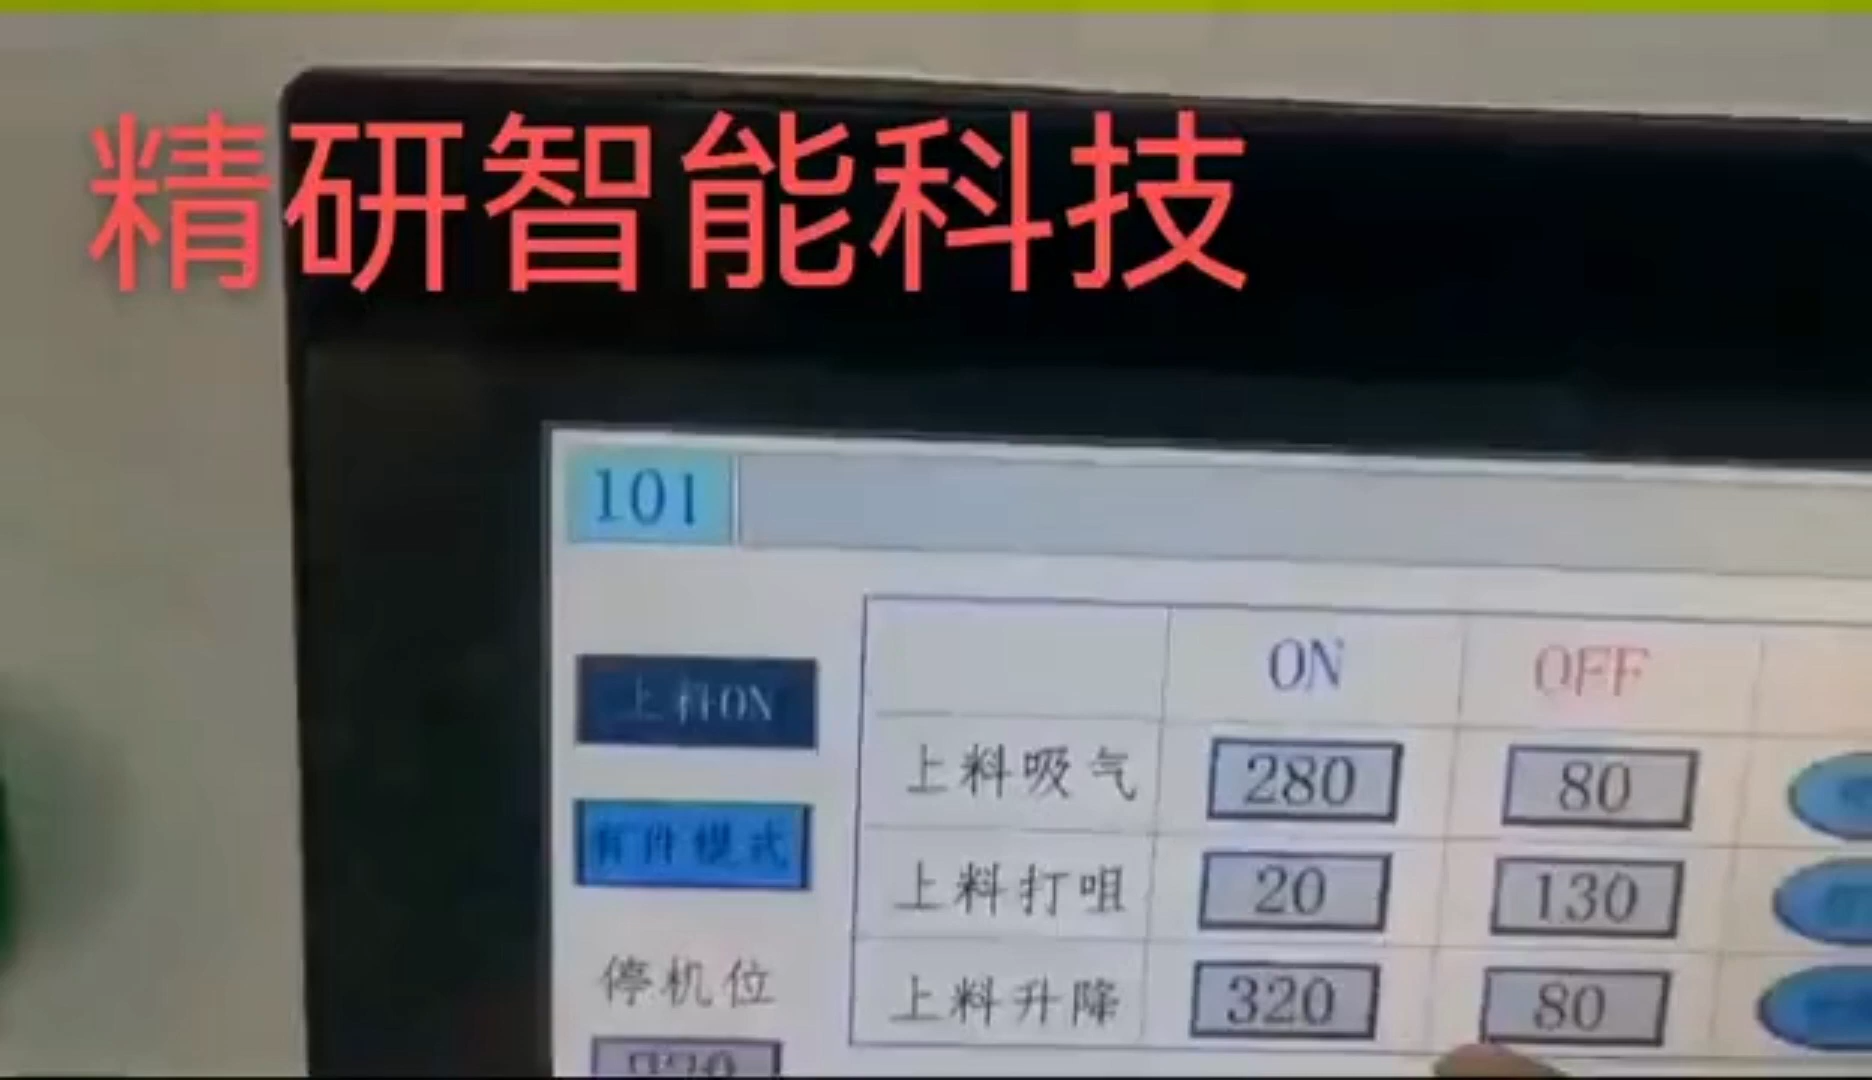 精研智能科技
101
ON OFF
上料ON
上料吸气 280 80
有件模式
上料打咀 20 130
停机位
上料升降 320 80